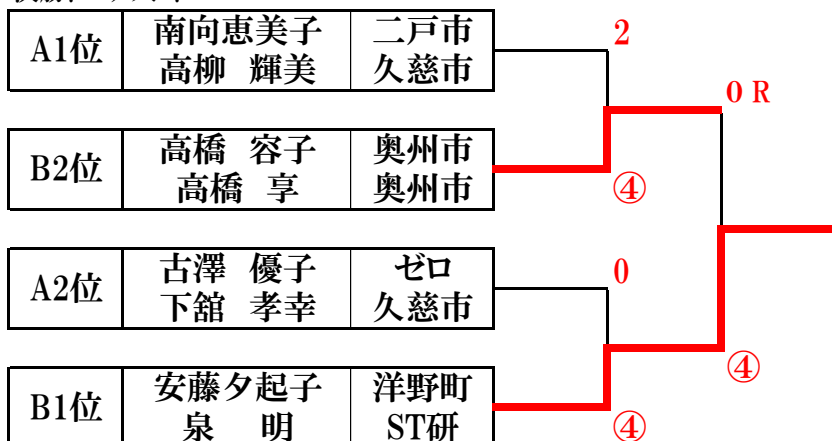 A1位 南向恵美子 二戸市 2
高柳 輝美 久慈市
0 R
B2位 高橋 容子 奥州市
高橋 享 奥州市 ④
A2位 古澤 優子 ゼロ 0
下舘 孝幸 久慈市
④
B1位 安藤夕起子 洋野町
泉 明 ST研 ④